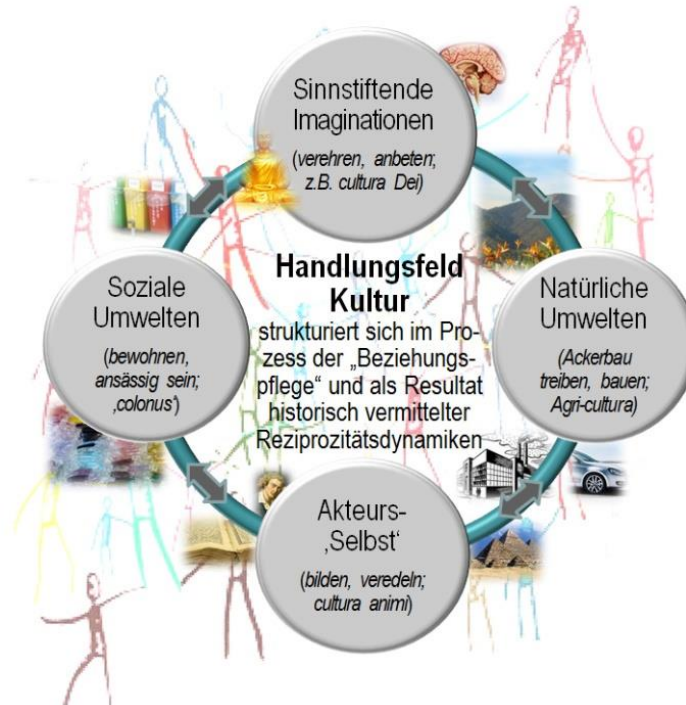 Sinnstiftende
Imaginationen
(verehren, anbeten;
z.B. cultura Dei)
Handlungsfeld
Kultur
strukturiert sich im Pro-
zess der „Beziehungs-
pflege“ und als Resultat
historisch vermittelter
Reziprozitätsdynamiken
Soziale
Umwelten
(bewohnen,
ansässig sein;
‚colonus‘)
Natürliche
Umwelten
(Ackerbau
treiben, bauen;
Agri-cultura)
Akteurs-
‚Selbst‘
(bilden, veredeln;
cultura animi)